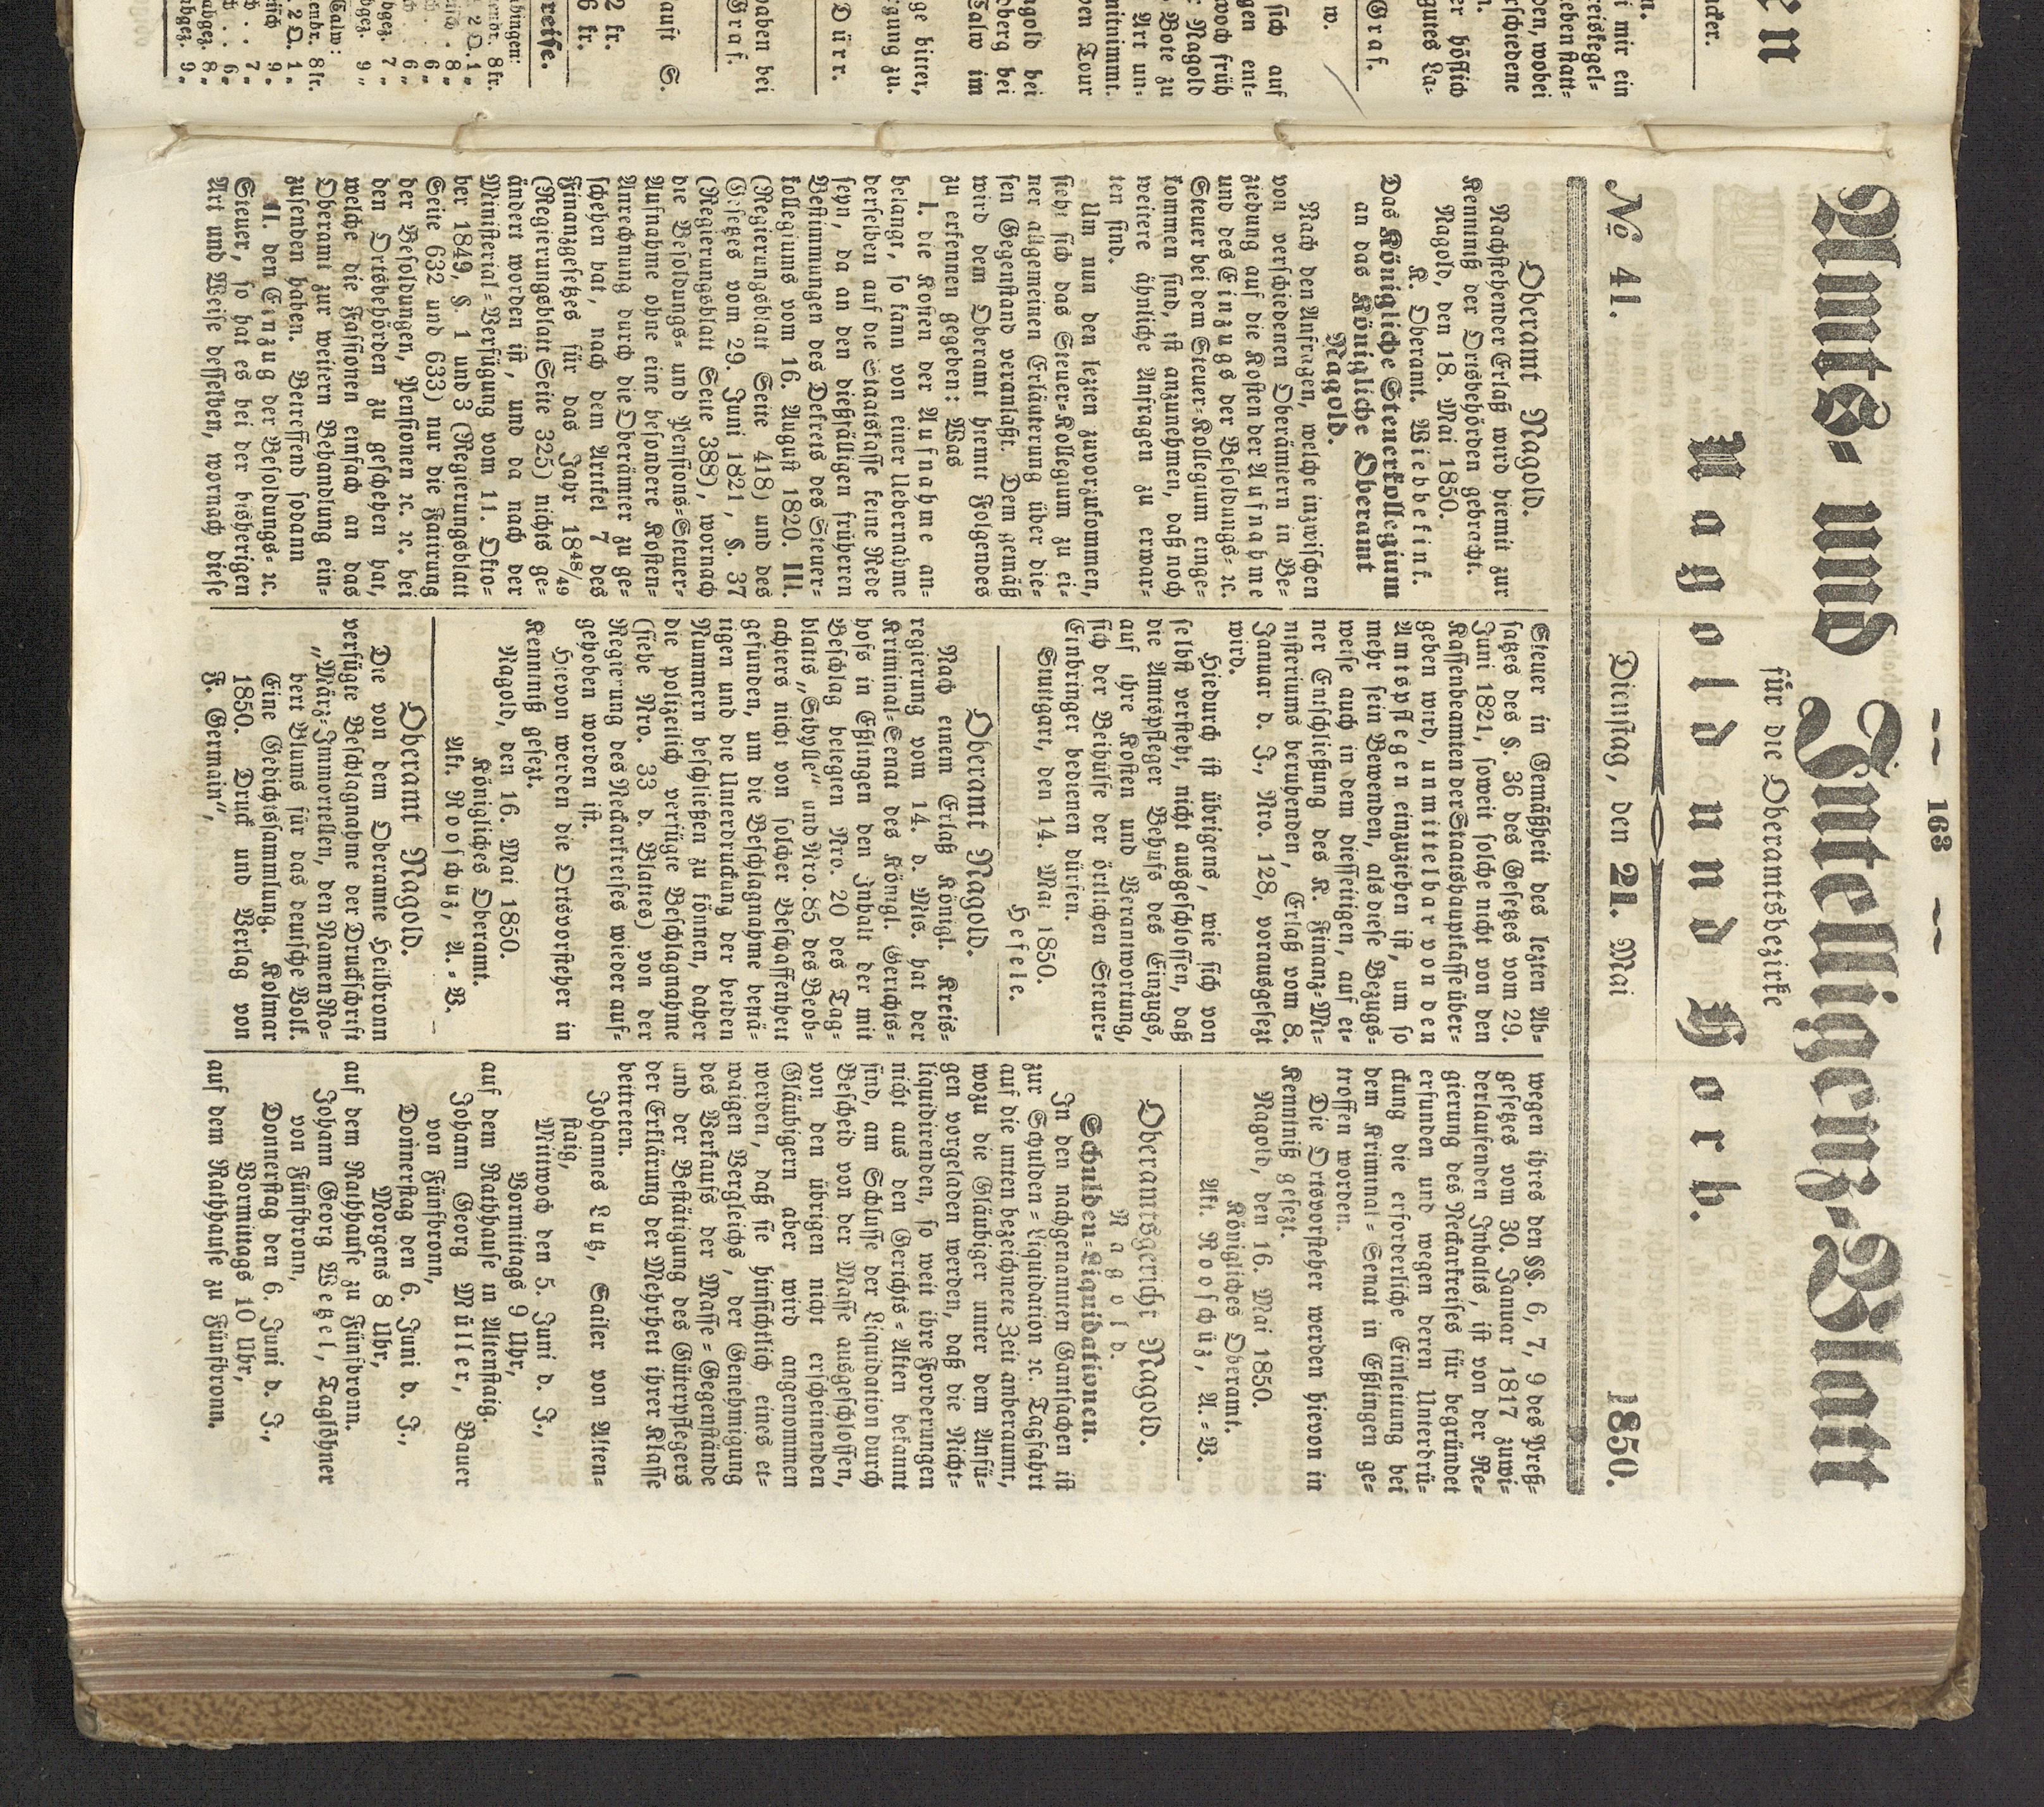 ~~ 163 ~~
Amts- und Intelligenz-Blatt
für die Oberamtsbezirke
Nagold und Horb.
№ 41.
Dienstag, den 21. Mai
1850.
Oberamt Nagold.
Nachstehender Erlaß wird hiemit zur
Kenntniß der Ortsbehörden gebracht.
Nagold, den 18. Mai 1850.
K. Oberamt. Wiebbekink.
Das Königliche Steuerkollegium
an das Königliche Oberamt
Nagold.
Nach den Anfragen, welche inzwischen
von verschiedenen Oberämtern in Be-
ziehung auf die Kosten der Aufnahme
und des Einzugs der Besoldungs- ꝛc.
Steuer bei dem Steuer-Kollegium einge-
kommen sind, ist anzunehmen, daß noch
weitere ähnliche Anfragen zu erwar-
ten sind.
Um nun den lezten zuvorzukommen,
sieht sich das Steuer-Kollegium zu ei-
ner allgemeinen Erläuterung über die-
sen Gegenstand veranlaßt. Dem gemäß
wird dem Oberamt hiemit Folgendes
zu erkennen gegeben: Was
I. die Kosten der Aufnahme an-
belangt, so kann von einer Uebernahme
derselben auf die Staatskasse keine Rede
seyn, da an den dießfälligen früheren
Bestimmungen des Dekrets des Steuer-
kollegiums vom 16. August 1820. III.
(Regierungsblatt Seite 418) und des
Gesetzes vom 29. Juni 1821, §. 37
(Regierungsblatt Seite 388), wornach
die Besoldungs- und Pensions-Steuer-
Aufnahme ohne eine besondere Kosten-
Anrechnung durch die Oberämter zu ge-
schehen hat, nach dem Artikel 7 des
Finanzgesetzes für das Jahr 1848/49
(Regierungsblatt Seite 325) nichts ge-
ändert worden ist, und da nach der
Ministerial-Verfügung vom 11. Okto-
ber 1849, §. 1 und 3 (Regierungsblatt
Seite 632 und 633) nur die Fatirung
der Besoldungen, Pensionen ꝛc. ꝛc. bei
den Ortsbehörden zu geschehen hat,
welche die Fassionen einfach an das
Oberamt zur weitern Behandlung ein-
zusenden haben. Betreffend sodann
II. den Einzug der Besoldungs- ꝛc.
Steuer, so hat es bei der bisherigen
Art und Weise desselben, wornach diese
Steuer in Gemäßheit des lezten Ab-
satzes des §. 36 des Gesetzes vom 29.
Juni 1821, soweit solche nicht von den
Kassenbeamten der Staatshauptkasse über-
geben wird, unmittelbar von den
Amtspflegen einzuziehen ist, um so
mehr sein Bewenden, als diese Bezugs-
weise auch in dem diesseitigen, auf ei-
ner Entschließung des K. Finanz-Mi-
nisteriums beruhenden, Erlaß vom 8.
Januar d. J., Nro. 128, vorausgesezt
wird.
Hiedurch ist übrigens, wie sich von
selbst versteht, nicht ausgeschlossen, daß
die Amtspfleger Behufs des Einzugs,
auf ihre Kosten und Verantwortung,
sich der Beihülfe der örtlichen Steuer-
Einbringer bedienen dürfen.
Stuttgart, den 14. Mai 1850.
Hefele.
Oberamt Nagold.
Nach einem Erlaß Königl. Kreis-
regierung vom 14. d. Mts. hat der
Kriminal-Senat des Königl. Gerichts-
hofs in Eßlingen den Inhalt der mit
Beschlag belegten Nro. 20 des Tag-
blatts „Sibylle“ und Nro. 85 des Beob-
achters nicht von solcher Beschaffenheit
gefunden, um die Beschlagnahme der beiden
Nummern beschließen zu können, daher
die polizeilich verfügte Beschlagnahme
(siehe Nro. 33 d. Blattes) von der
Regierung des Neckarkreises wieder auf-
gehoben worden ist.
Hievon werden die Ortsvorsteher in
Kenntniß gesezt.
Nagold, den 16. Mai 1850.
Königliches Oberamt.
Akt. Rooschüz, A.-V.
Oberamt Nagold.
Die von dem Oberamte Heilbronn
verfügte Beschlagnahme der Druckschrift
„März-Immortellen, den Manen Ro-
bert Blums für das deutsche Volk.
Eine Gedichtsammlung. Kolmar
1850. Druck und Verlag von
F. Germain“,
wegen ihres den §§. 6, 7, 9 des Preß-
gesetzes vom 30. Januar 1817 zuwi-
derlaufenden Inhalts, ist von der Re-
gierung des Neckarkreises für begründet
erfunden und wegen deren Unterdrü-
ckung die erforderliche Einleitung bei
dem Kriminal-Senat in Eßlingen ge-
troffen worden.
Die Ortsvorsteher werden hievon in
Kenntniß gesezt.
Nagold, den 16. Mai 1850.
Königliches Oberamt.
Akt. Rooschüz, A.-V.
Oberamtsgericht Nagold.
Nagold.
Schulden-Liquidationen.
In den nachgenannten Gantsachen ist
zur Schulden-Liquidation ꝛc. Tagfahrt
auf die unten bezeichnete Zeit anberaumt,
wozu die Gläubiger unter dem Anfü-
gen vorgeladen werden, daß die Nicht-
liquidirenden, so weit ihre Forderungen
nicht aus den Gerichts-Akten bekannt
sind, am Schlusse der Liquidation durch
Bescheid von der Masse ausgeschlossen,
von den übrigen nicht erscheinenden
Gläubigern aber wird angenommen
werden, daß sie hinsichtlich eines et-
waigen Vergleichs, der Genehmigung
des Verkaufs der Masse-Gegenstände
und der Bestätigung des Güterpflegers
der Erklärung der Mehrheit ihrer Klasse
beitreten.
Johannes Lutz, Sailer von Alten-
staig,
Mittwoch den 5. Juni d. J.,
Vormittags 9 Uhr,
auf dem Rathhause in Altenstaig.
Johann Georg Müller, Bauer
von Fünfbronn,
Donnerstag den 6. Juni d. J.,
Morgens 8 Uhr,
auf dem Rathhause zu Fünfbronn.
Johann Georg Wetzel, Taglöhner
von Fünfbronn,
Donnerstag den 6. Juni d. J.,
Vormittags 10 Uhr,
auf dem Rathhause zu Fünfbronn.